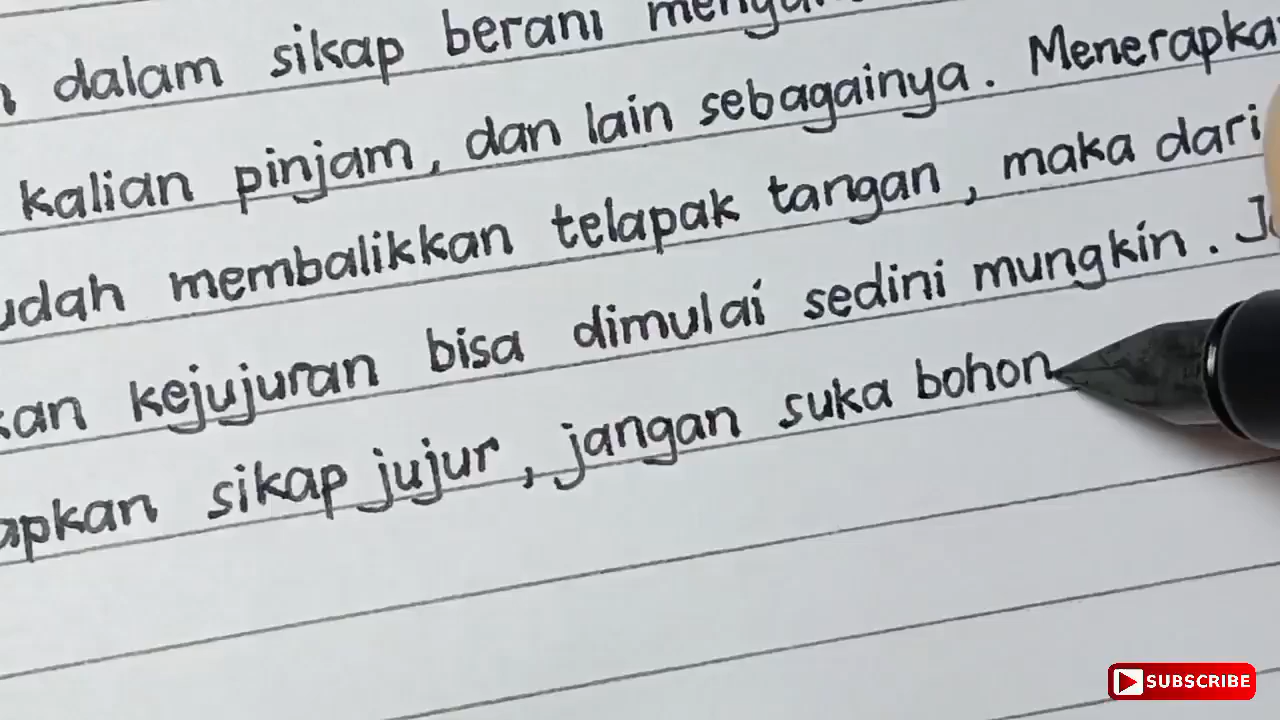 dalam sikap berani
kalian pinjam, dan lain sebagainya. Menerapka
udah membalikkan telapak tangan, maka dari
kan kejujuran bisa dimulai sedini mungkin. J
apkan sikap jujur, jangan suka bohon
SUBSCRIBE